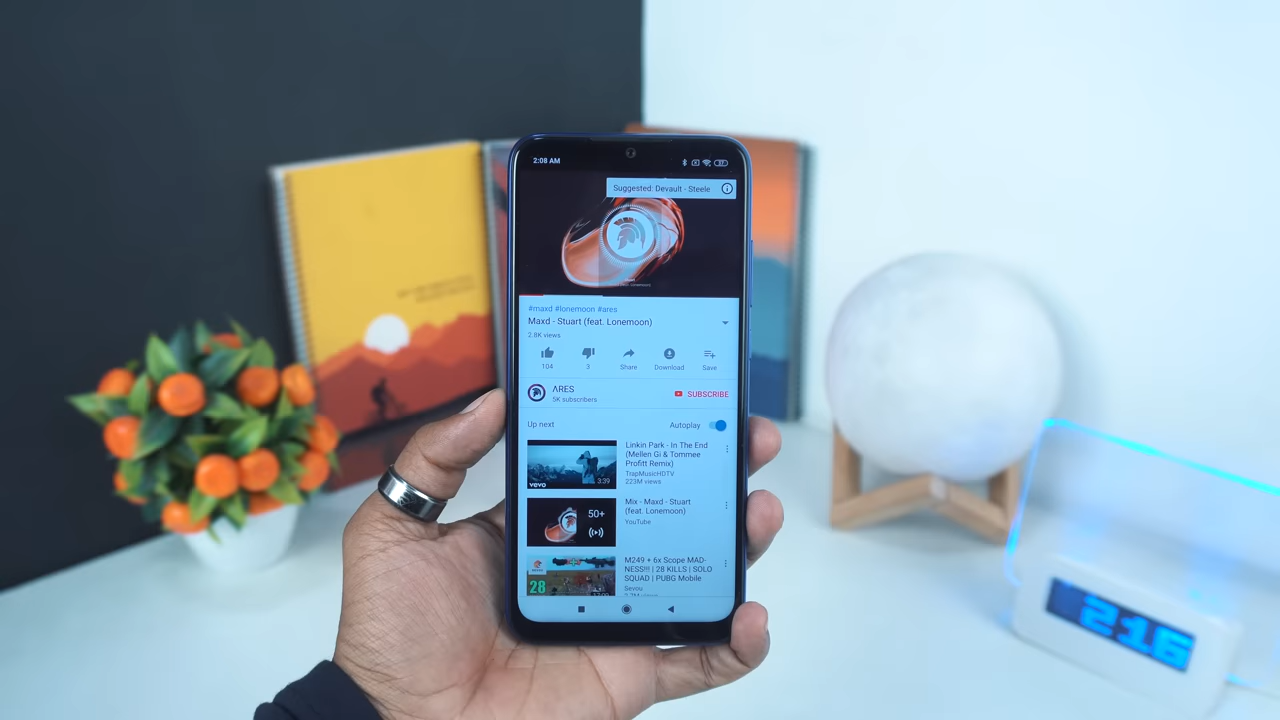 2:08 AM
Suggested: Devault - Steele
#maxd #lonemoon #ares
Maxd - Stuart (feat. Lonemoon)
2.8K views
104
3
Share
Download
Save
ΛRES
5K subscribers
SUBSCRIBE
Up next
Autoplay
Linkin Park - In The End
(Mellen Gi & Tommee
Profitt Remix)
TrapMusicHDTV
223M views
vevo
3:39
Mix - Maxd - Stuart
(feat. Lonemoon)
YouTube
50+
M249 + 6x Scope MAD-
NESS!!! | 28 KILLS | SOLO
SQUAD | PUBG Mobile
Sevou
28
2:16